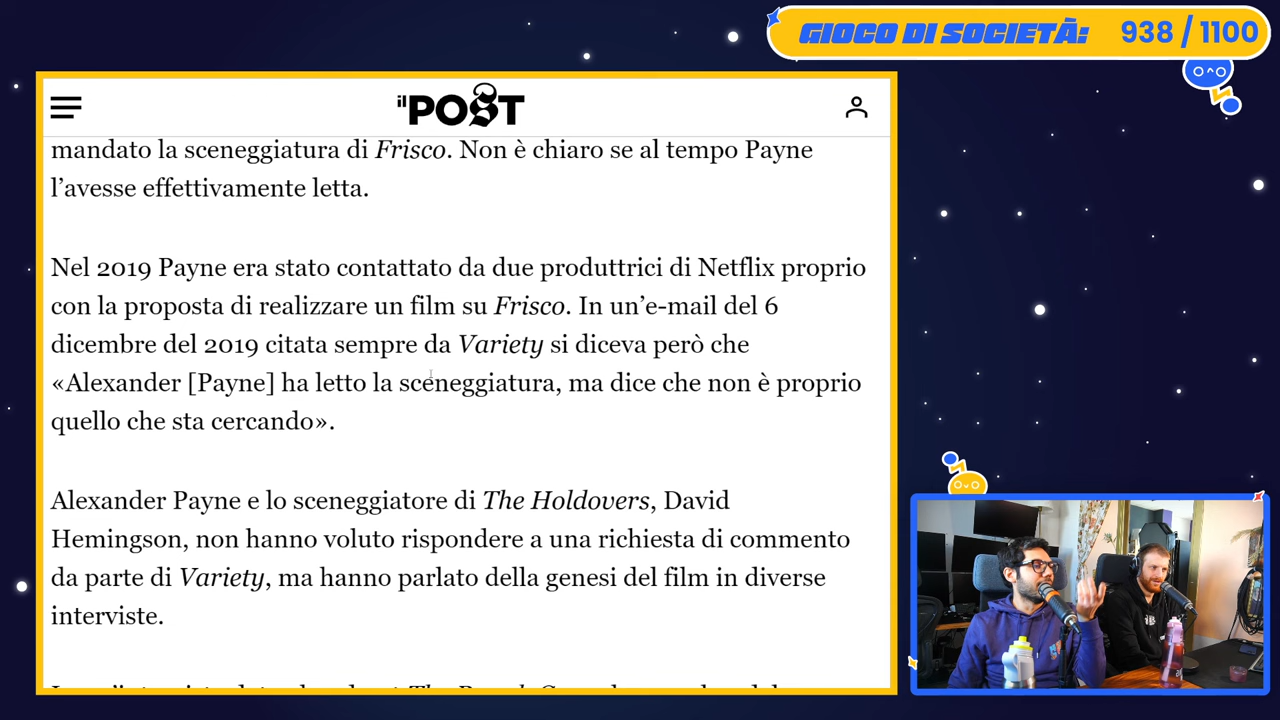 GIOCO DI SOCIETÀ: 938 / 1100
il POST
mandato la sceneggiatura di Frisco. Non è chiaro se al tempo Payne
l’avesse effettivamente letta.
Nel 2019 Payne era stato contattato da due produttrici di Netflix proprio
con la proposta di realizzare un film su Frisco. In un’e-mail del 6
dicembre del 2019 citata sempre da Variety si diceva però che
«Alexander [Payne] ha letto la sceneggiatura, ma dice che non è proprio
quello che sta cercando».
Alexander Payne e lo sceneggiatore di The Holdovers, David
Hemingson, non hanno voluto rispondere a una richiesta di commento
da parte di Variety, ma hanno parlato della genesi del film in diverse
interviste.